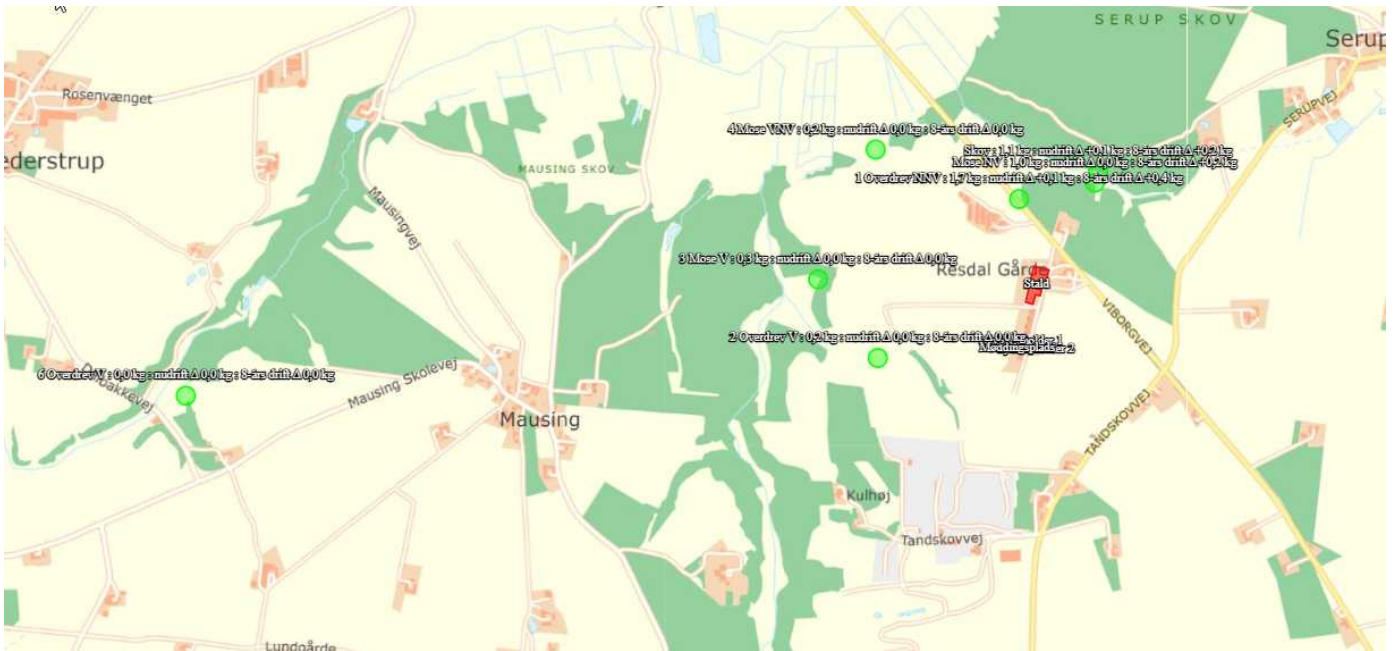 SERUP SKOV
Serup
Rosenvænget
ederstrup
SERUPVEJ
4 Mose VNV : 0,2 kg : nudrift Δ 0,0 kg : 8-års drift Δ 0,0 kg
Skov : 1,1 kg : nudrift Δ +0,1 kg : 8-års drift Δ +0,2 kg
Mose NV : 1,0 kg : nudrift Δ 0,0 kg : 8-års drift Δ +0,2 kg
MAUSING SKOV
1 Overdrev NNV : 1,7 kg : nudrift Δ +0,1 kg : 8-års drift Δ +0,4 kg
Mausingvej
3 Mose V : 0,3 kg : nudrift Δ 0,0 kg : 8-års drift Δ 0,0 kg
Resdal Gårde
Stald
VIBORGVEJ
2 Overdrev V : 0,2 kg : nudrift Δ 0,0 kg : 8-års drift Δ 0,0 kg
6 Overdrev V : 0,0 kg : nudrift Δ 0,0 kg : 8-års drift Δ 0,0 kg
Mausing Skolevej
Mausing
TANDSKOVVEJ
Kulhøj
Tandskovvej
Lundgårde